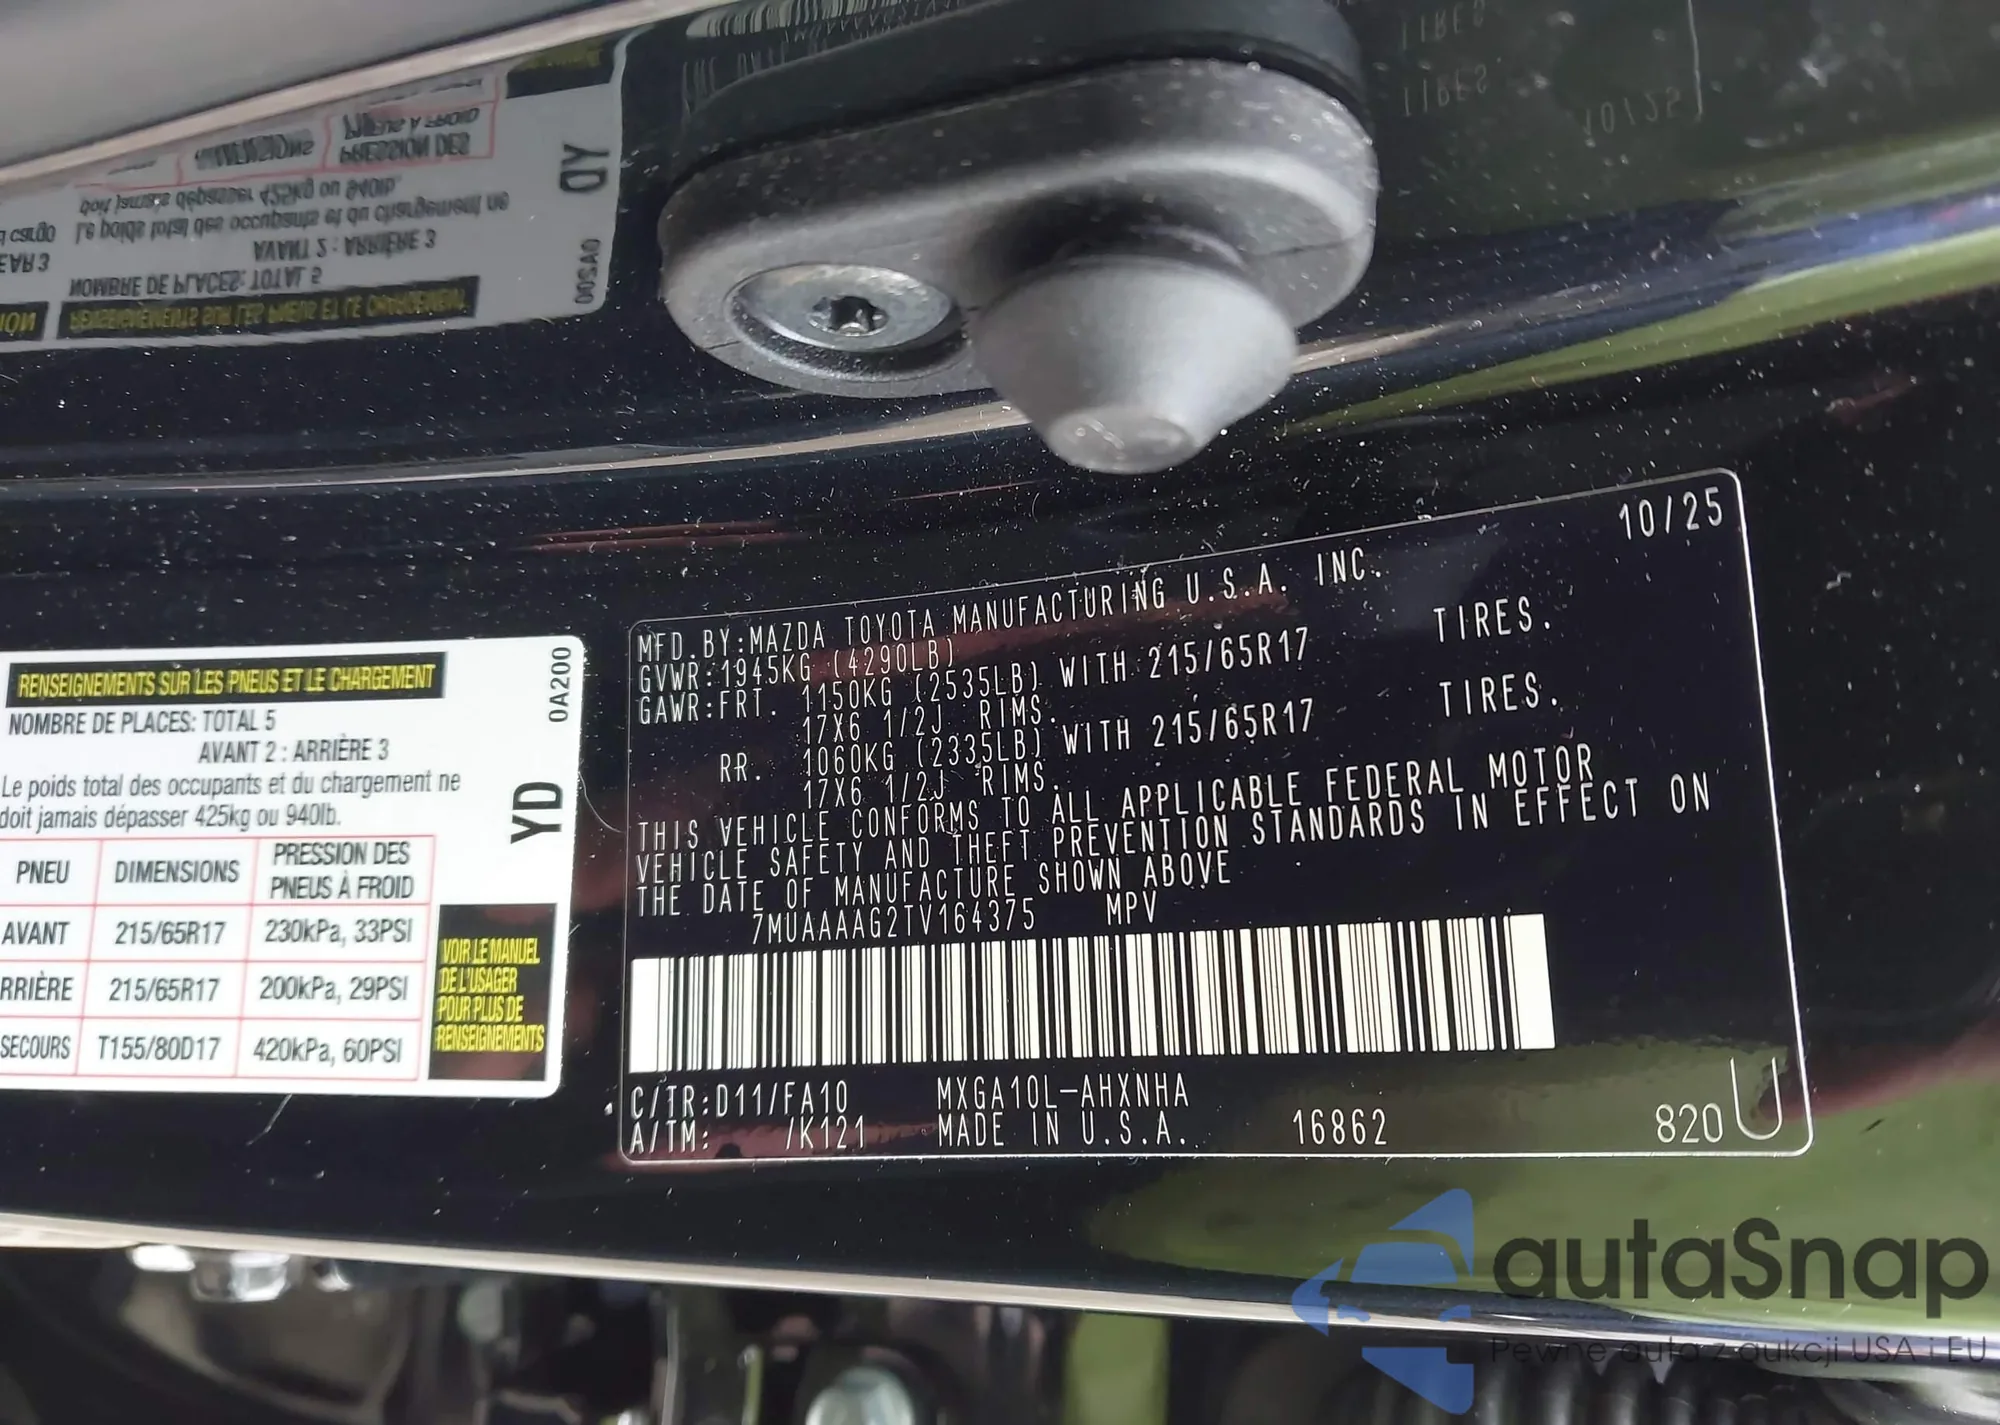 10/25
MFD.BY:MAZDA TOYOTA MANUFACTURING U.S.A. INC.
GVWR:1945KG (4290LB)
GAWR:FRT. 1150KG (2535LB) WITH 215/65R17 TIRES.
17X6 1/2J RIMS.
RR. 1060KG (2335LB) WITH 215/65R17 TIRES.
17X6 1/2J RIMS.
THIS VEHICLE CONFORMS TO ALL APPLICABLE FEDERAL MOTOR
VEHICLE SAFETY AND THEFT PREVENTION STANDARDS IN EFFECT ON
THE DATE OF MANUFACTURE SHOWN ABOVE
7MUAAAAG2TV164375 MPV
C/TR:D11/FA10 MXGA10L-AHXNHA
A/TM: /K121 MADE IN U.S.A. 16862 820 U
RENSEIGNEMENTS SUR LES PNEUS ET LE CHARGEMENT
NOMBRE DE PLACES: TOTAL 5
AVANT 2 : ARRIÈRE 3
Le poids total des occupants et du chargement ne
doit jamais dépasser 425kg ou 940lb.
PNEU DIMENSIONS PRESSION DES
PNEUS À FROID
AVANT 215/65R17 230kPa, 33PSI
RRIÈRE 215/65R17 200kPa, 29PSI
SECOURS T155/80D17 420kPa, 60PSI
VOIR LE MANUEL
DE L'USAGER
POUR PLUS DE
RENSEIGNEMENTS
0A200
YD
autaSnap
Pewne auta z aukcji USA i EU